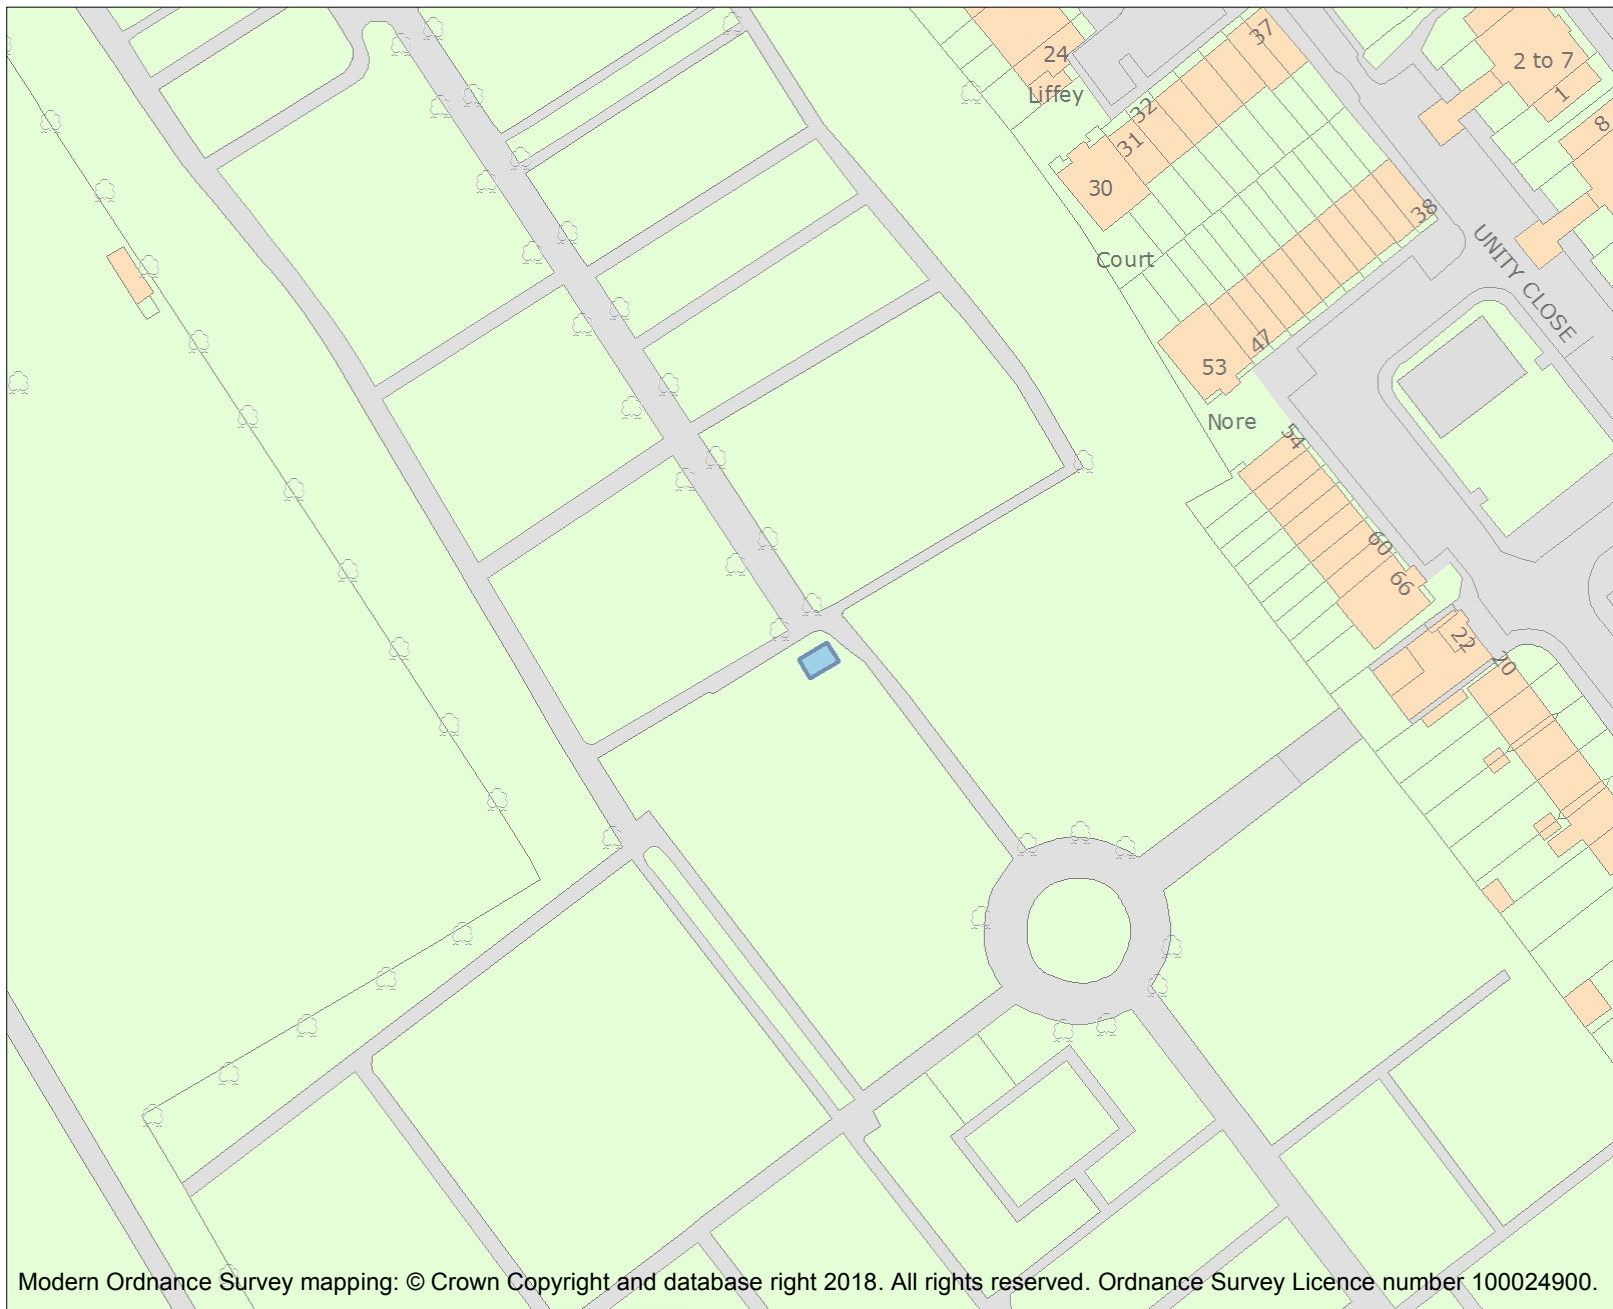 37
24
2 to 7
1
Liffey
32
8
31
30
38
Court
UNITY CLOSE
47
53
Nore
54
60
66
22
20
Modern Ordnance Survey mapping: © Crown Copyright and database right 2018. All rights reserved. Ordnance Survey Licence number 100024900.